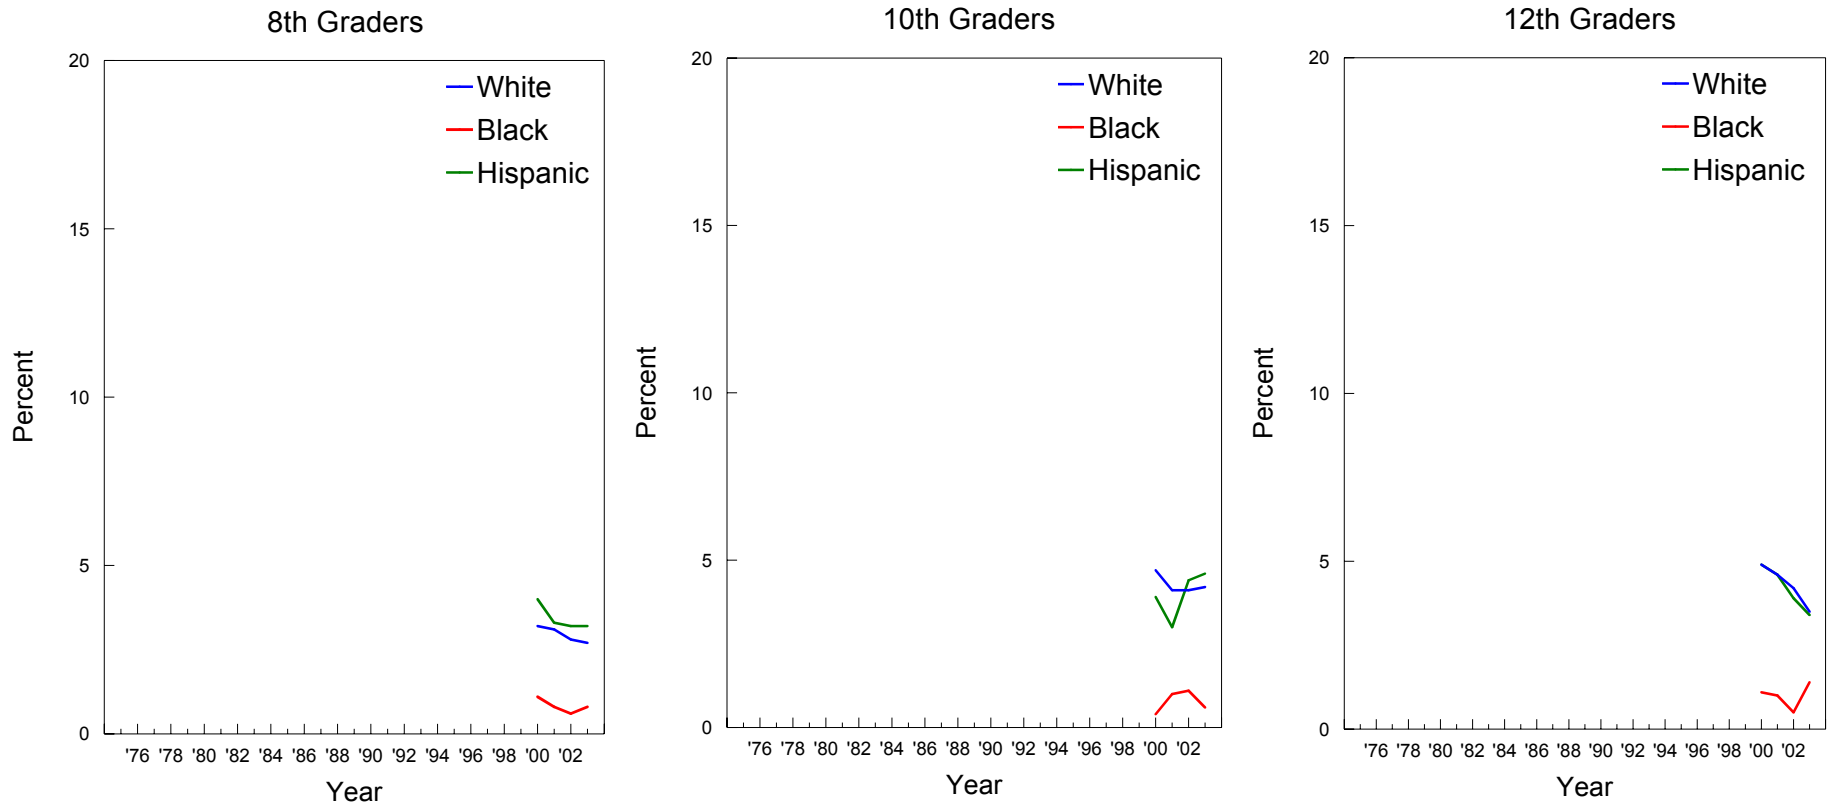 8th Graders
20
15
10
5
0
Percent
White
Black
Hispanic
'76 '78 '80 '82 '84 '86 '88 '90 '92 '94 '96 '98 '00 '02
Year
10th Graders
20
15
10
5
0
Percent
White
Black
Hispanic
'76 '78 '80 '82 '84 '86 '88 '90 '92 '94 '96 '98 '00 '02
Year
12th Graders
20
15
10
5
0
Percent
White
Black
Hispanic
'76 '78 '80 '82 '84 '86 '88 '90 '92 '94 '96 '98 '00 '02
Year